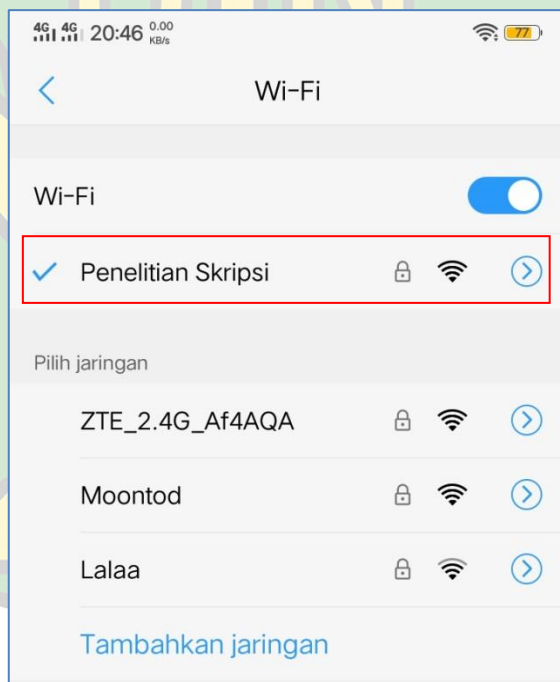 4G 4G 20:46 0.00 KB/s 77
Wi-Fi
Wi-Fi
Penelitian Skripsi
Pilih jaringan
ZTE_2.4G_Af4AQA
Moontod
Lalaa
Tambahkan jaringan